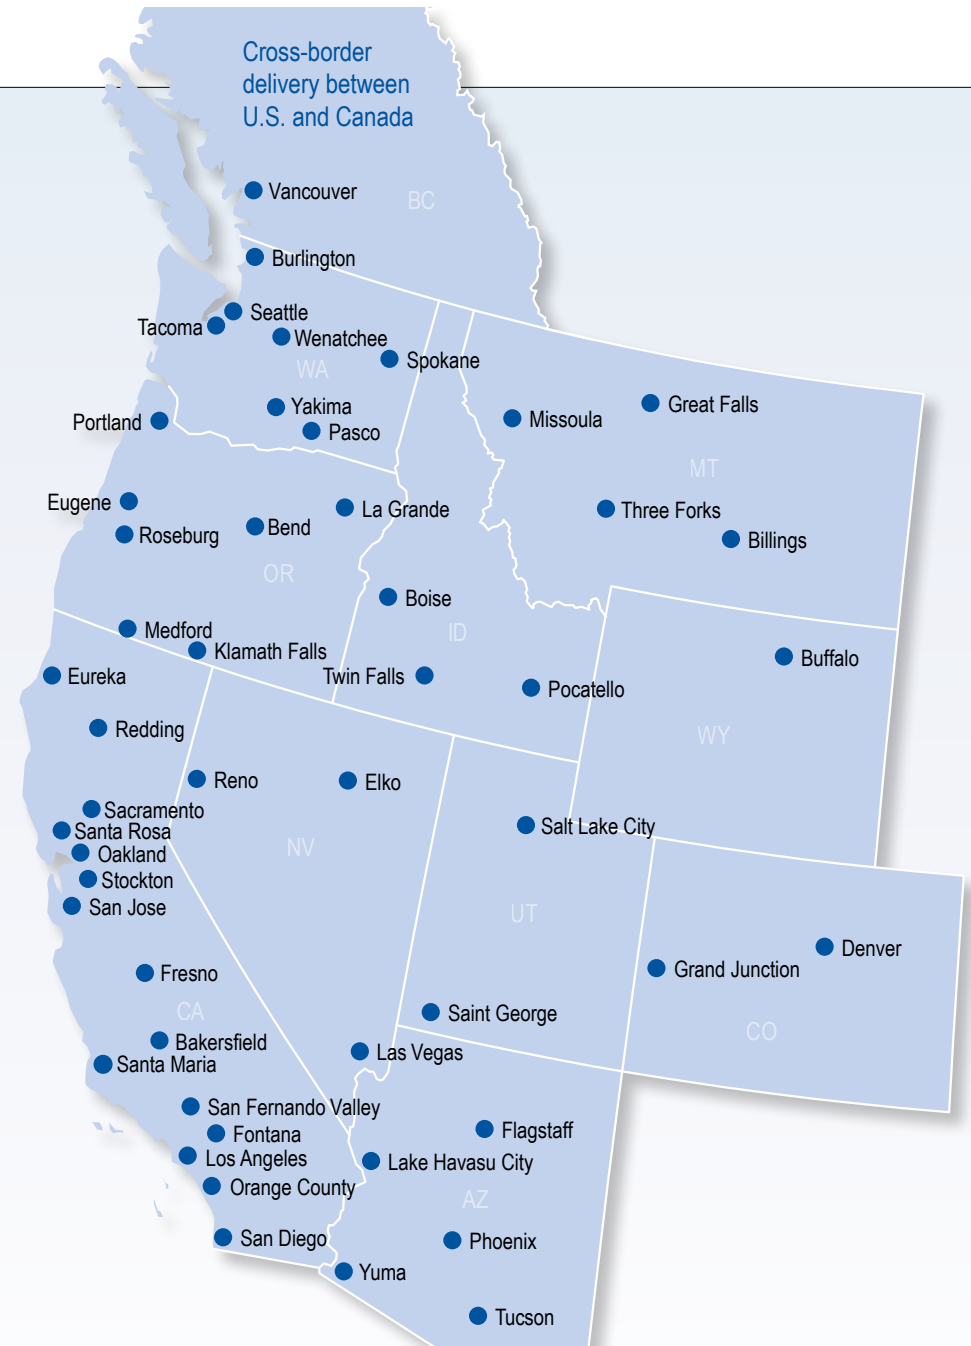 Cross-border
delivery between
U.S. and Canada
Vancouver
BC
Burlington
Seattle
Tacoma
Wenatchee
Spokane
WA
Yakima
Pasco
Portland
Missoula
Great Falls
MT
Eugene
Roseburg
Bend
La Grande
Three Forks
Billings
OR
Boise
ID
Medford
Klamath Falls
Eureka
Twin Falls
Pocatello
Buffalo
WY
Redding
Reno
Elko
Sacramento
Santa Rosa
Oakland
Stockton
San Jose
NV
Salt Lake City
UT
Denver
Grand Junction
CO
Fresno
CA
Saint George
Bakersfield
Santa Maria
Las Vegas
San Fernando Valley
Fontana
Los Angeles
Orange County
San Diego
Flagstaff
Lake Havasu City
AZ
Phoenix
Yuma
Tucson